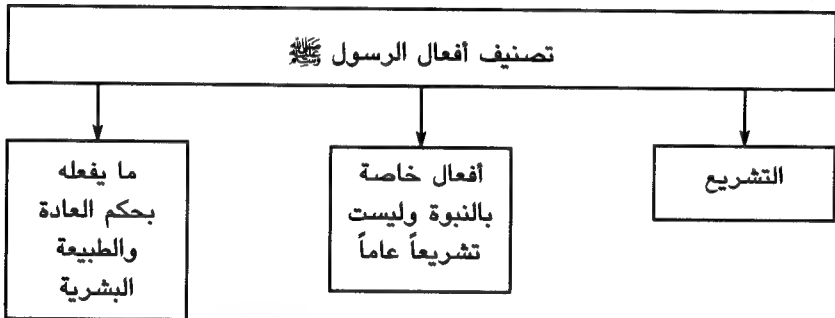 تصنيف أفعال الرسول ﷺ
التشريع
أفعال خاصة
بالنبوة وليست
تشريعاً عاماً
ما يفعله
بحكم العادة
والطبيعة
البشرية